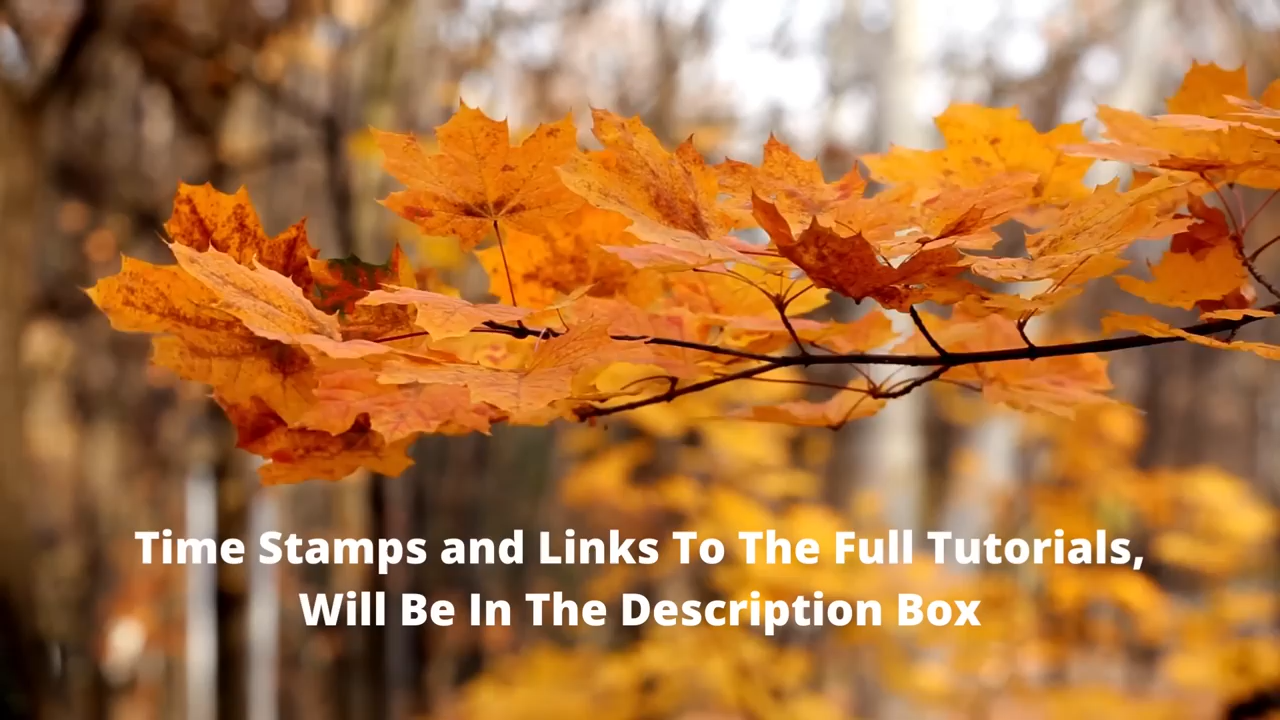 Time Stamps and Links To The Full Tutorials,
Will Be In The Description Box